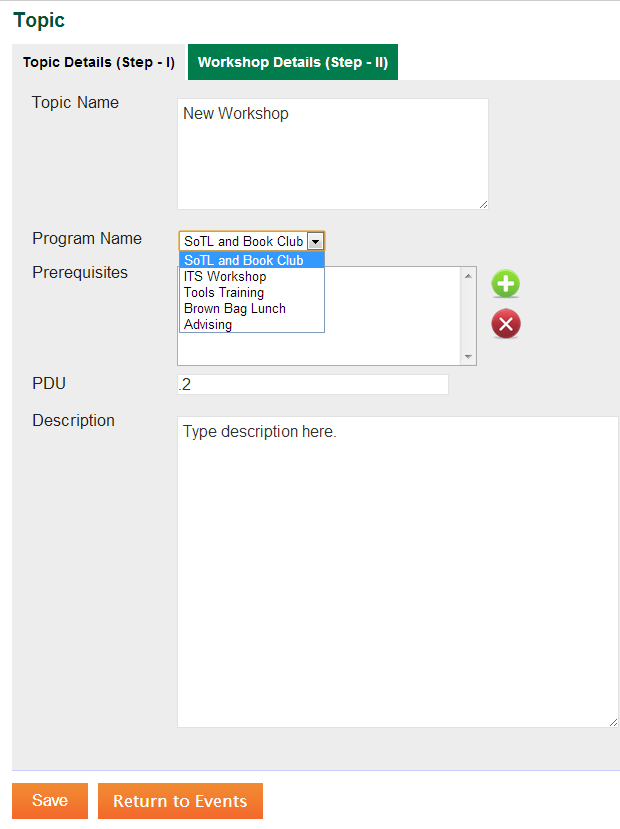 Topic
Topic Details (Step - I) Workshop Details (Step - II)
Topic Name
New Workshop
Program Name
SoTL and Book Club
SoTL and Book Club
Prerequisites
ITS Workshop
Tools Training
Brown Bag Lunch
Advising
PDU
.2
Description
Type description here.
Save Return to Events